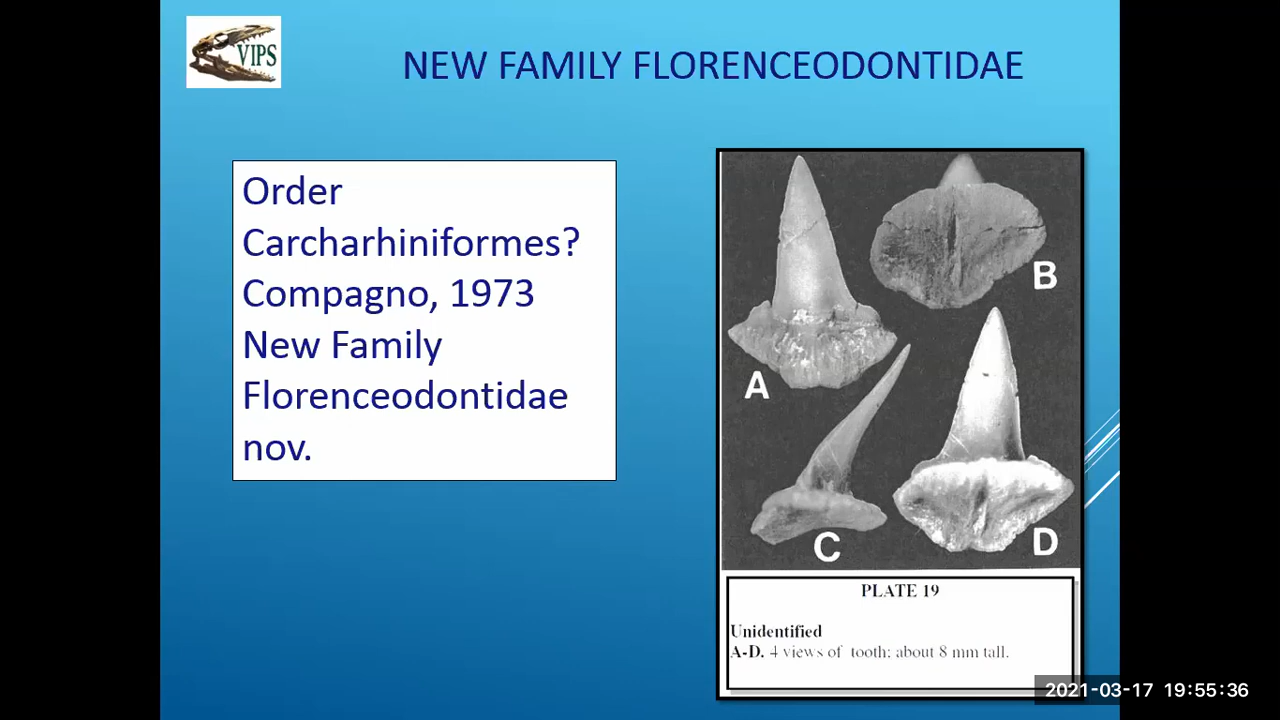 VIPS
NEW FAMILY FLORENCEODONTIDAE
Order
Carcharhiniformes?
Compagno, 1973
New Family
Florenceodontidae
nov.
A
B
C
D
PLATE 19
Unidentified
A-D. 4 views of tooth; about 8 mm tall.
2021-03-17 19:55:36